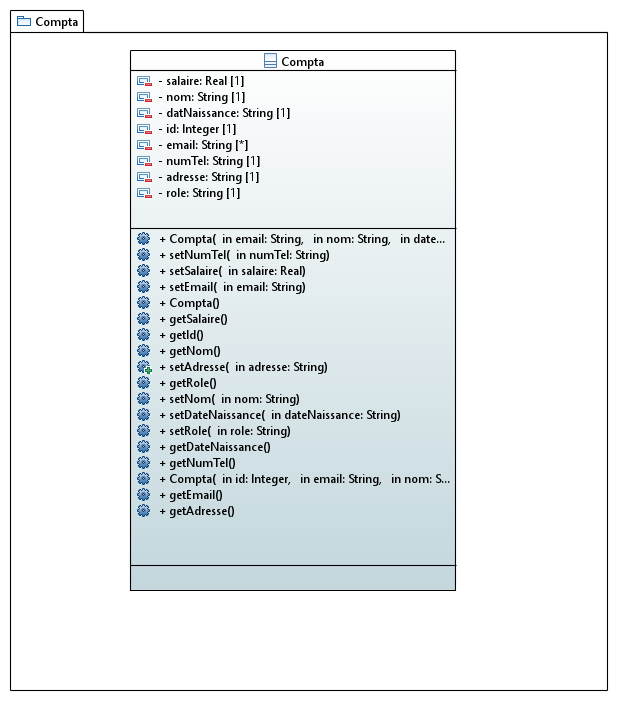 Compta
Compta
- salaire: Real [1]
- nom: String [1]
- datNaissance: String [1]
- id: Integer [1]
- email: String [*]
- numTel: String [1]
- adresse: String [1]
- role: String [1]
+ Compta( in email: String, in nom: String, in date...
+ setNumTel( in numTel: String)
+ setSalaire( in salaire: Real)
+ setEmail( in email: String)
+ Compta()
+ getSalaire()
+ getId()
+ getNom()
+ setAdresse( in adresse: String)
+ getRole()
+ setNom( in nom: String)
+ setDateNaissance( in dateNaissance: String)
+ setRole( in role: String)
+ getDateNaissance()
+ getNumTel()
+ Compta( in id: Integer, in email: String, in nom: S...
+ getEmail()
+ getAdresse()